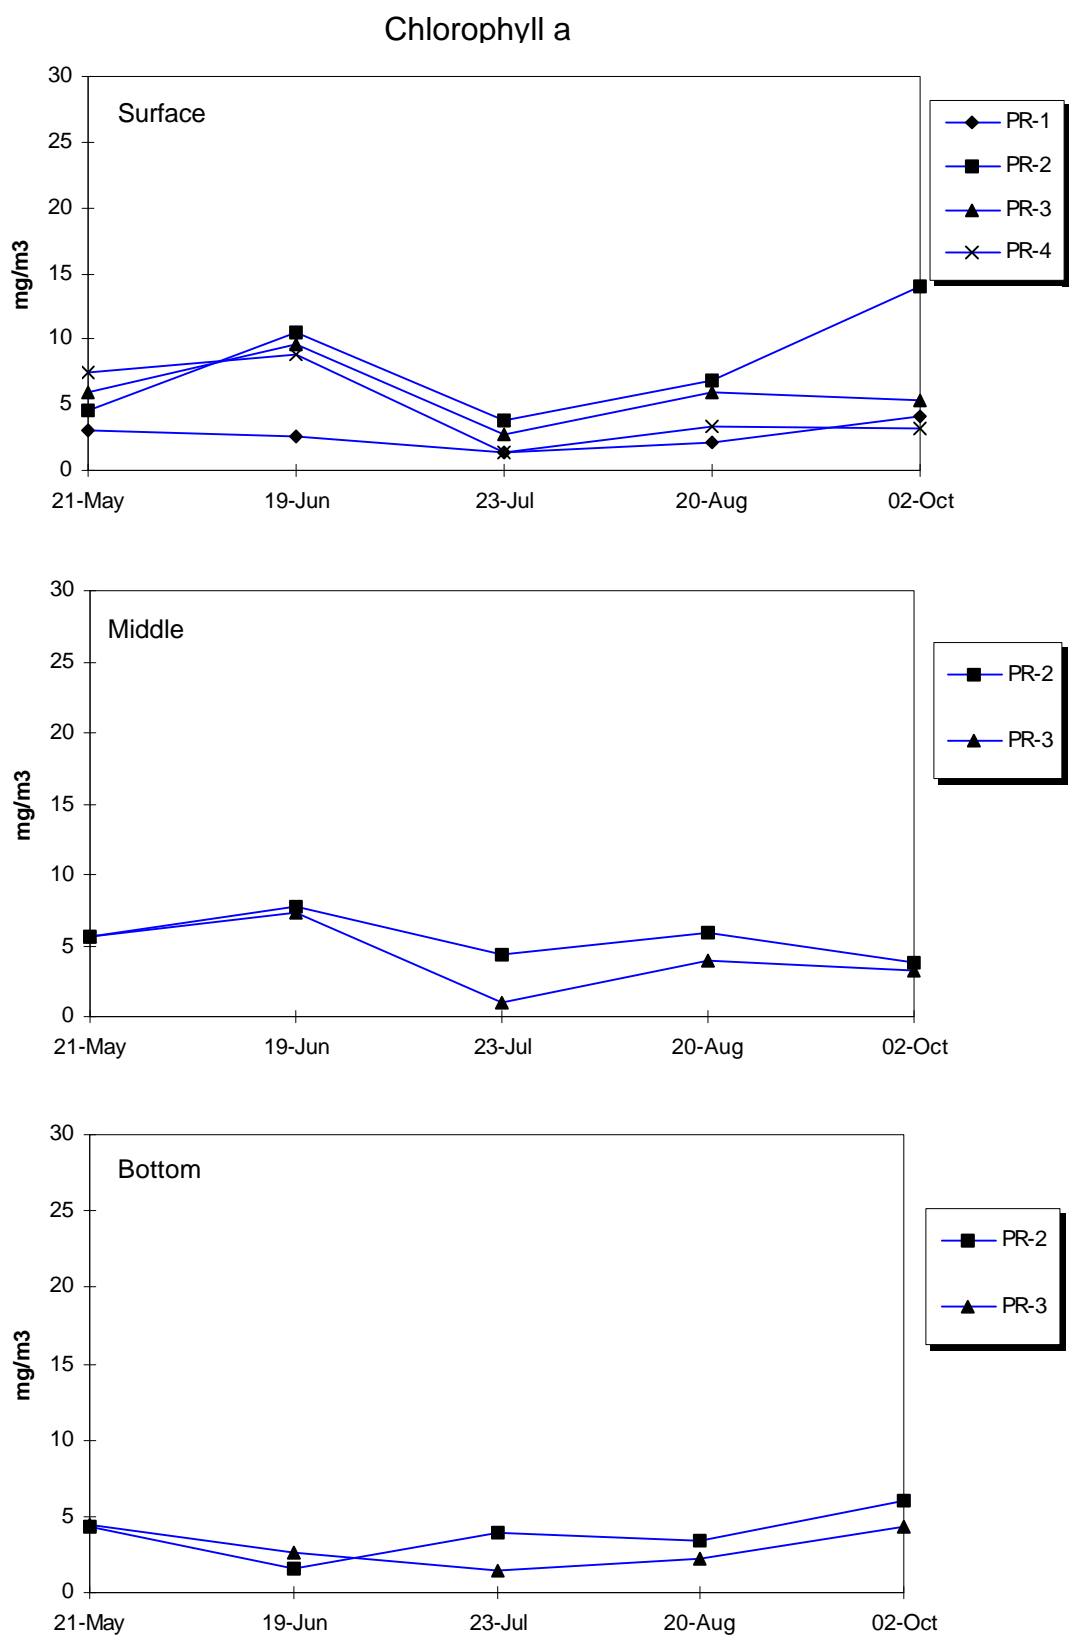 Chlorophyll a
30
Surface
25
20
15
10
5
0
mg/m3
21-May 19-Jun 23-Jul 20-Aug 02-Oct
PR-1
PR-2
PR-3
PR-4
30
Middle
25
20
15
10
5
0
mg/m3
21-May 19-Jun 23-Jul 20-Aug 02-Oct
PR-2
PR-3
30
Bottom
25
20
15
10
5
0
mg/m3
21-May 19-Jun 23-Jul 20-Aug 02-Oct
PR-2
PR-3